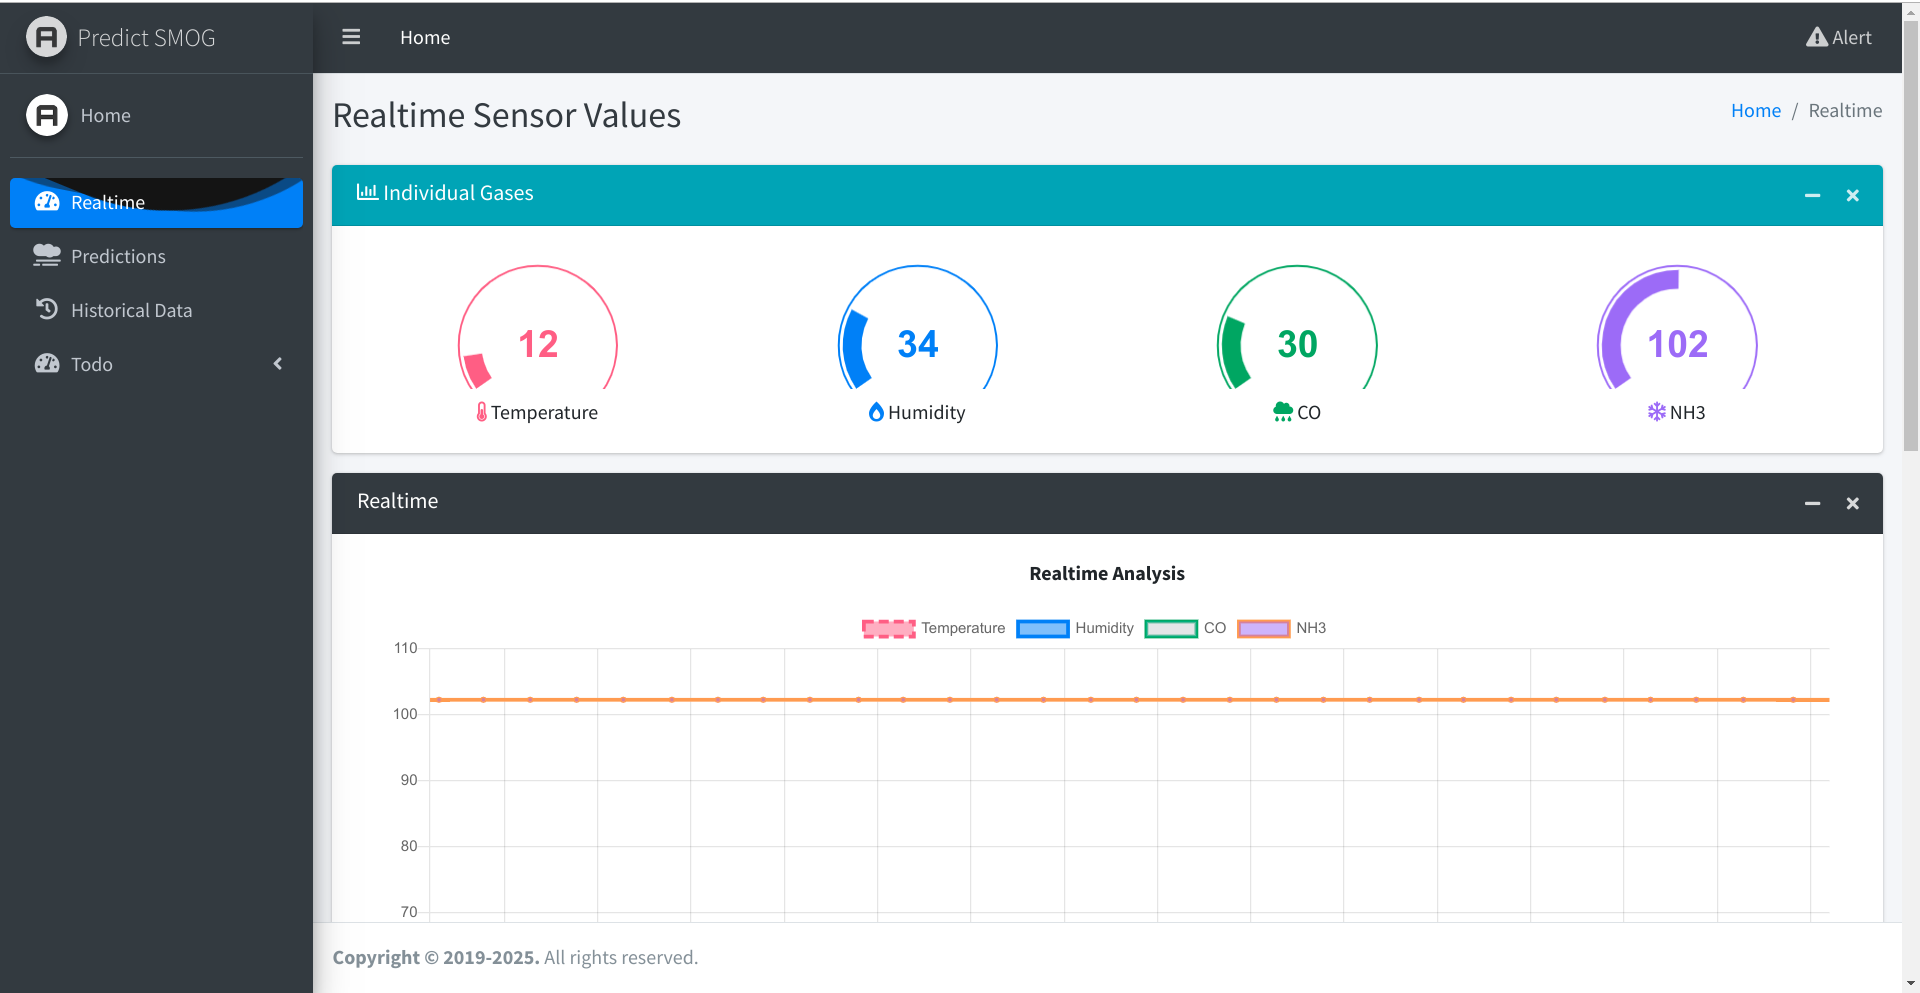 Predict SMOG
Home
Alert
Home
Realtime
Predictions
Historical Data
Todo
Realtime Sensor Values
Home / Realtime
Individual Gases
12
34
30
102
Temperature
Humidity
CO
NH3
Realtime
Realtime Analysis
Temperature
Humidity
CO
NH3
110
100
90
80
70
Copyright © 2019-2025. All rights reserved.